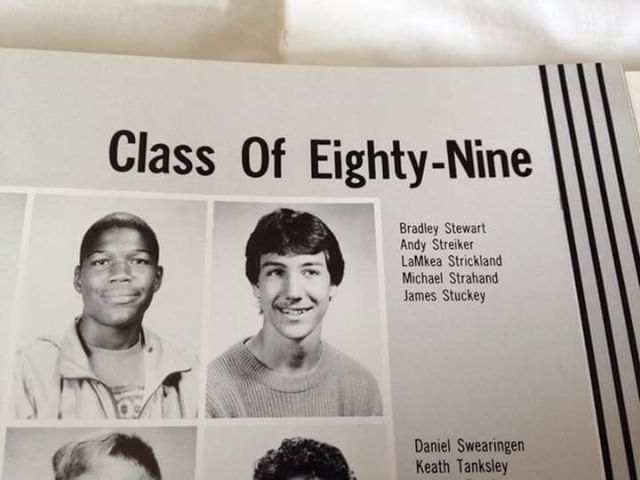 Class Of Eighty-Nine
Bradley Stewart
Andy Streiker
LaMkea Strickland
Michael Strahand
James Stuckey
Daniel Swearingen
Keath Tanksley